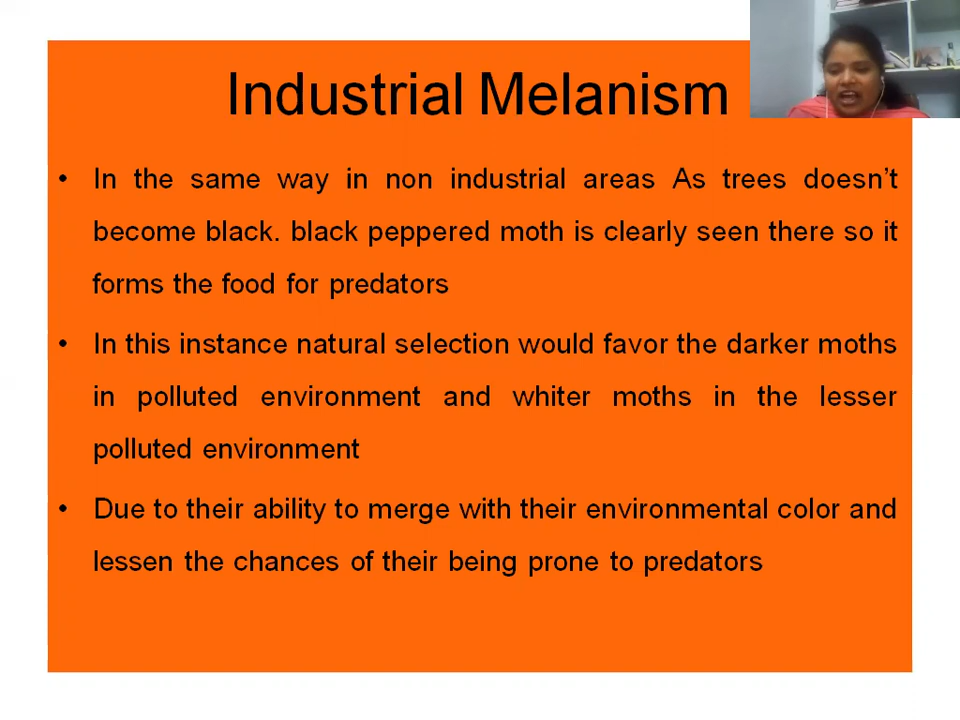 Industrial Melanism
• In the same way in non industrial areas As trees doesn't
become black. black peppered moth is clearly seen there so it
forms the food for predators
• In this instance natural selection would favor the darker moths
in polluted environment and whiter moths in the lesser
polluted environment
• Due to their ability to merge with their environmental color and
lessen the chances of their being prone to predators